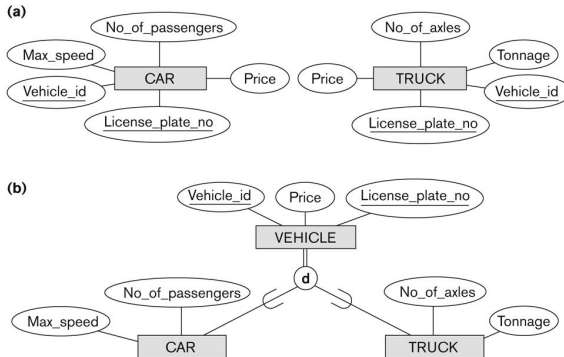 (a)
No_of_passengers
No_of_axles
Max_speed
Tonnage
CAR
Price
Price
TRUCK
Vehicle_id
Vehicle_id
License_plate_no
License_plate_no
(b)
Vehicle_id
Price
License_plate_no
VEHICLE
d
No_of_passengers
No_of_axles
Max_speed
Tonnage
CAR
TRUCK